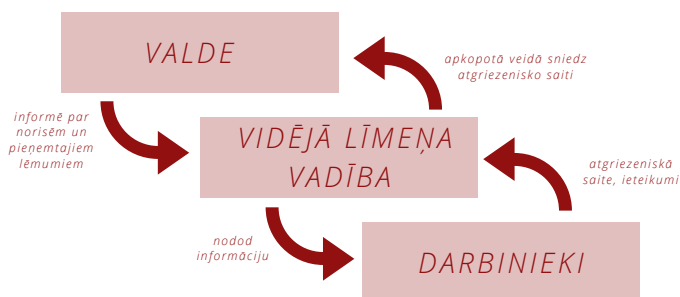 VALDE
apkopotā veidā sniedz
atgriezenisko saiti
informē par
norisēm un
pieņemtajiem
lēmumiem
VIDĒJĀ LĪMEŅA
VADĪBA
atgriezeniskā
saite, ieteikumi
nodod
informāciju
DARBINIEKI